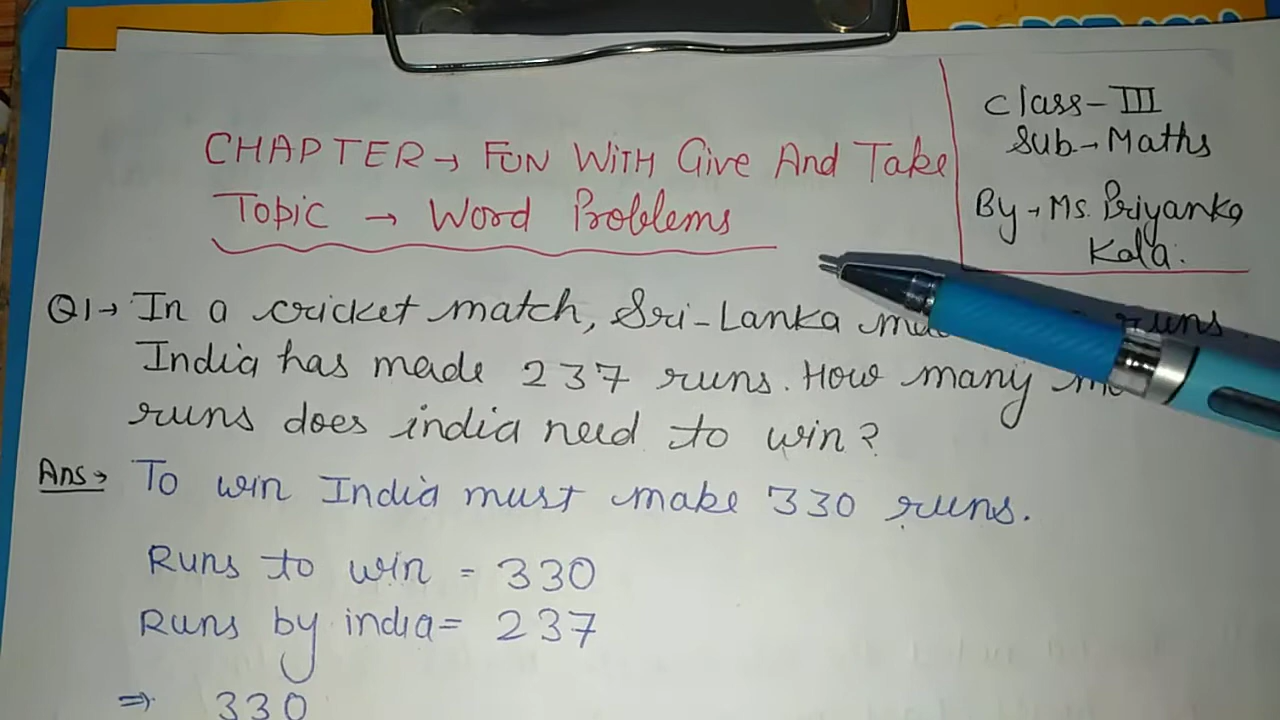 CHAPTER → FUN WITH Give And Take
Topic → Word Problems
Class - III
Sub → Maths
By → Ms. Priyanka
Kala.
Q1→ In a cricket match, Sri-Lanka runs.
India has made 237 runs. How many
runs does india need to win?
Ans→ To win India must make 330 runs.
Runs to win = 330
Runs by india = 237
⇒ 330